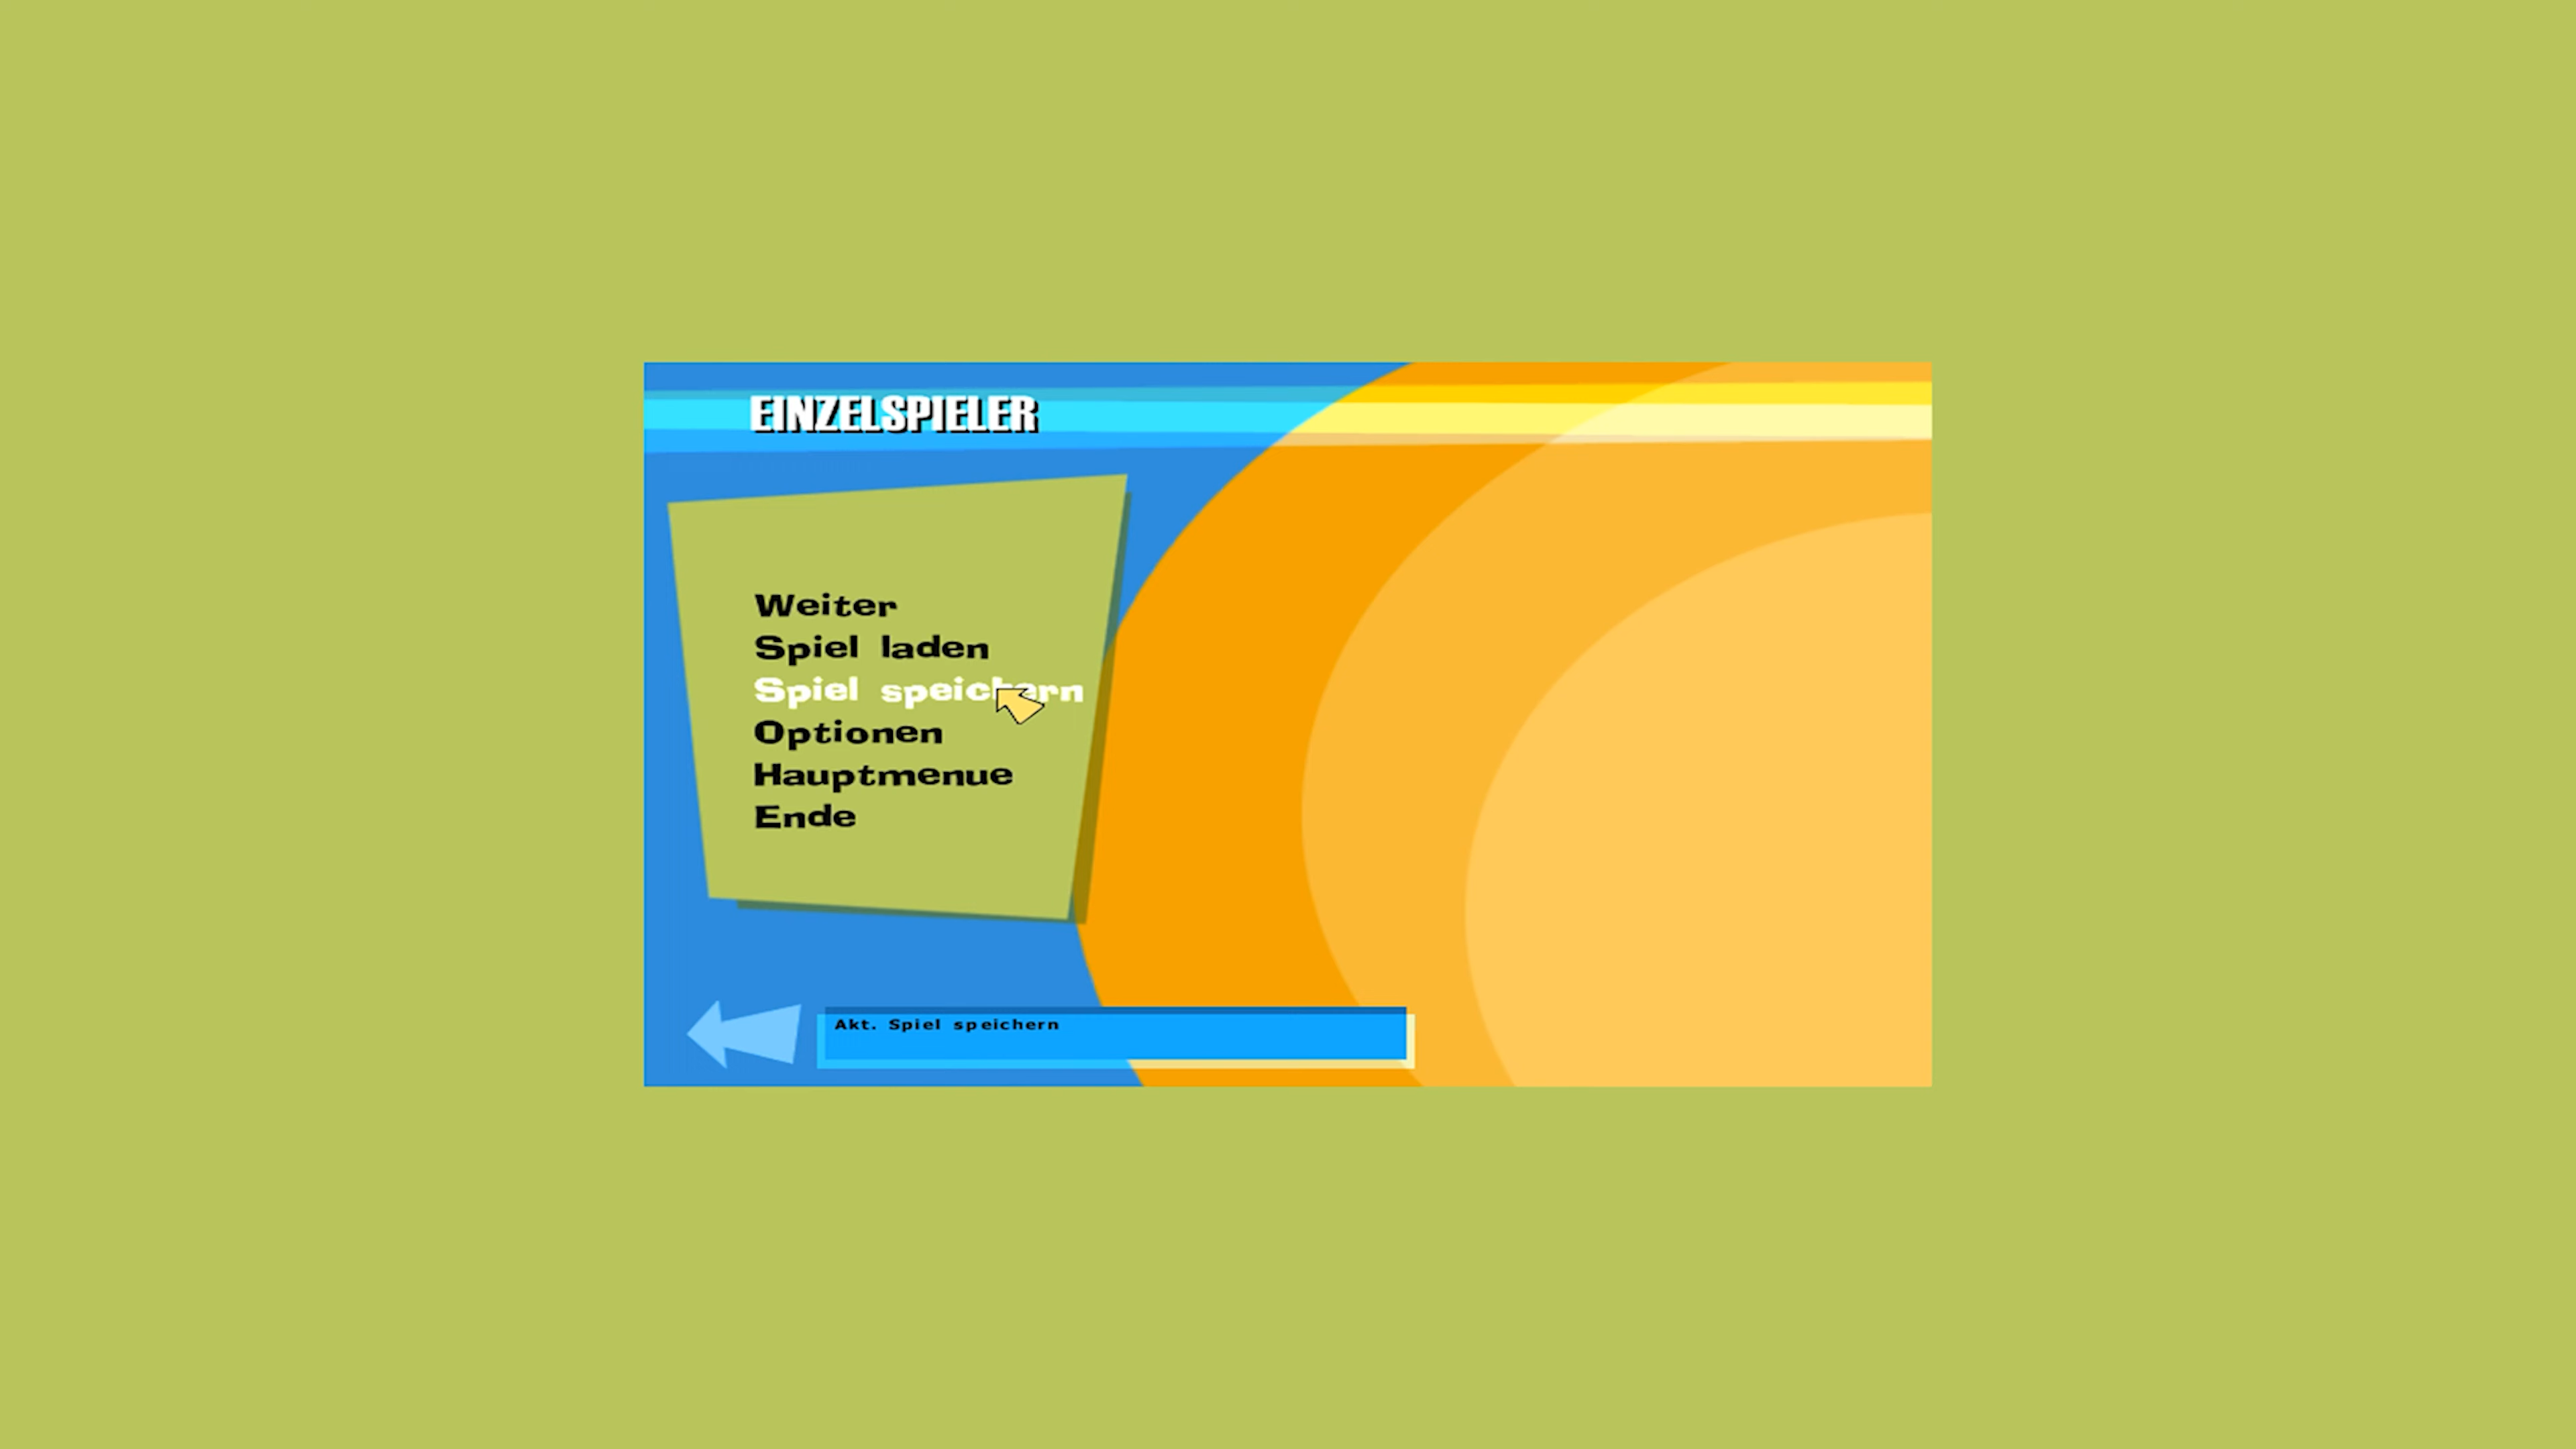 EINZELSPIELER
Weiter
Spiel laden
Spiel speichern
Optionen
Hauptmenue
Ende
Akt. Spiel speichern